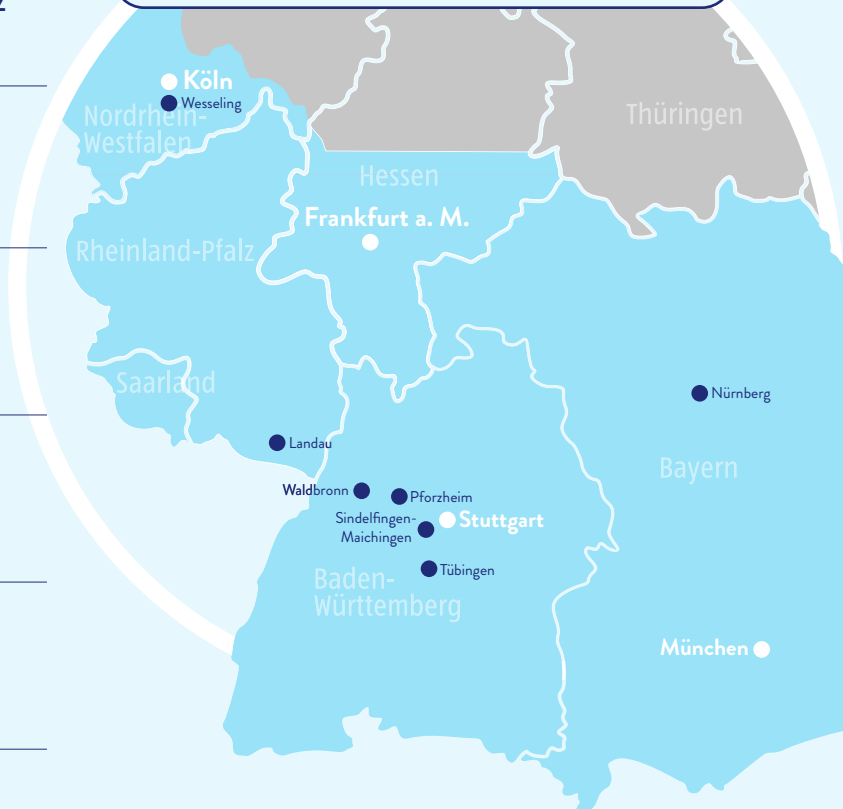 Köln
Wesseling
Nordrhein-
Westfalen
Thüringen
Hessen
Frankfurt a. M.
Rheinland-Pfalz
Saarland
Nürnberg
Landau
Bayern
Waldbronn
Pforzheim
Sindelfingen-
Maichingen
Stuttgart
Tübingen
Baden-
Württemberg
München